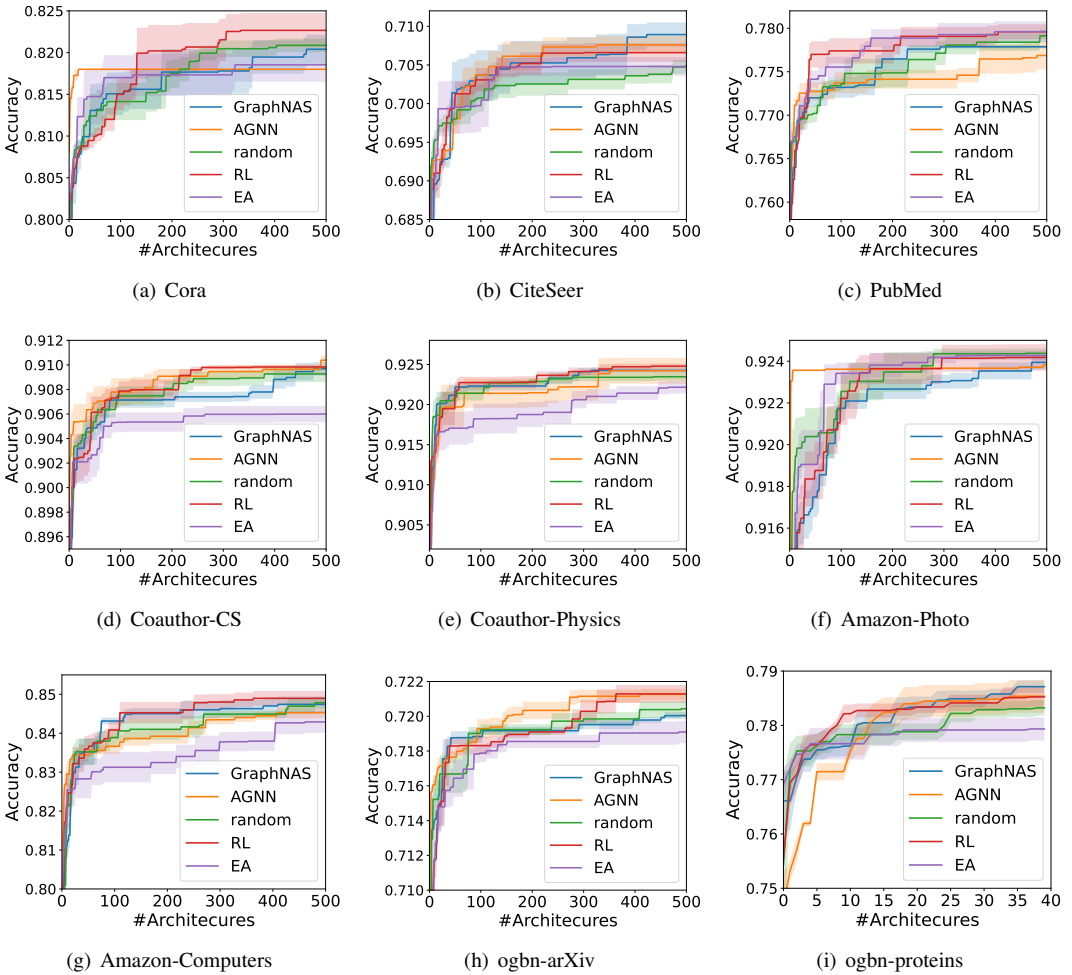 0.825
0.820
0.815
0.810
0.805
0.800
Accuracy
GraphNAS
AGNN
random
RL
EA
0 100 200 300 400 500
#Architecures
(a) Cora
0.710
0.705
0.700
0.695
0.690
0.685
Accuracy
GraphNAS
AGNN
random
RL
EA
0 100 200 300 400 500
#Architecures
(b) CiteSeer
0.780
0.775
0.770
0.765
0.760
Accuracy
GraphNAS
AGNN
random
RL
EA
0 100 200 300 400 500
#Architecures
(c) PubMed
0.912
0.910
0.908
0.906
0.904
0.902
0.900
0.898
0.896
Accuracy
GraphNAS
AGNN
random
RL
EA
0 100 200 300 400 500
#Architecures
(d) Coauthor-CS
0.925
0.920
0.915
0.910
0.905
Accuracy
GraphNAS
AGNN
random
RL
EA
0 100 200 300 400 500
#Architecures
(e) Coauthor-Physics
0.924
0.922
0.920
0.918
0.916
Accuracy
GraphNAS
AGNN
random
RL
EA
0 100 200 300 400 500
#Architecures
(f) Amazon-Photo
0.85
0.84
0.83
0.82
0.81
0.80
Accuracy
GraphNAS
AGNN
random
RL
EA
0 100 200 300 400 500
#Architecures
(g) Amazon-Computers
0.722
0.720
0.718
0.716
0.714
0.712
0.710
Accuracy
GraphNAS
AGNN
random
RL
EA
0 100 200 300 400 500
#Architecures
(h) ogbn-arXiv
0.79
0.78
0.77
0.76
0.75
Accuracy
GraphNAS
AGNN
random
RL
EA
0 5 10 15 20 25 30 35 40
#Architecures
(i) ogbn-proteins